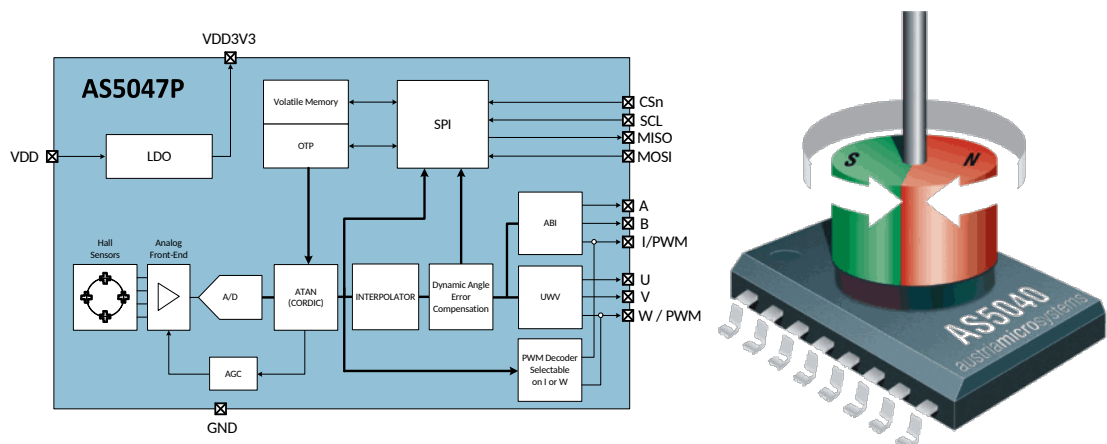 VDD3V3
AS5047P
VDD
LDO
Volatile Memory
OTP
SPI
CSn
SCL
MISO
MOSI
Hall
Sensors
Analog
Front-End
A/D
ATAN
(CORDIC)
INTERPOLATOR
Dynamic Angle
Error
Compensation
ABI
A
B
I/PWM
UWV
U
V
W / PWM
AGC
PWM Decoder
Selectable
on I or W
GND
S
N
AS5040
austriamicrosystems